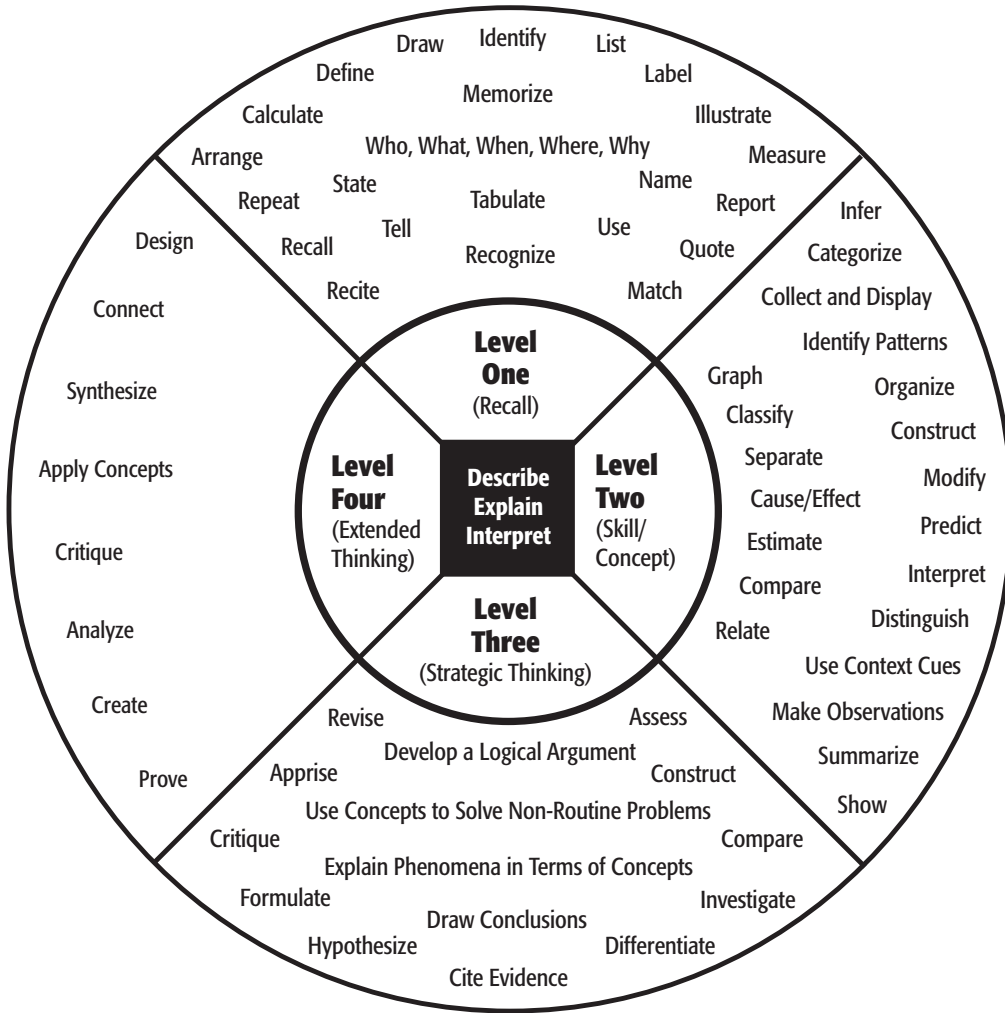 Draw
Identify
List
Define
Label
Memorize
Calculate
Illustrate
Who, What, When, Where, Why
Arrange
Measure
State
Name
Repeat
Tabulate
Report
Tell
Use
Recall
Recognize
Quote
Recite
Match
Level
One
(Recall)
Infer
Categorize
Collect and Display
Identify Patterns
Graph
Organize
Classify
Construct
Separate
Modify
Cause/Effect
Predict
Estimate
Interpret
Compare
Distinguish
Relate
Use Context Cues
Make Observations
Summarize
Show
Level
Two
(Skill/
Concept)
Describe
Explain
Interpret
Level
Four
(Extended
Thinking)
Design
Connect
Synthesize
Apply Concepts
Critique
Analyze
Create
Prove
Level
Three
(Strategic Thinking)
Revise
Assess
Develop a Logical Argument
Apprise
Construct
Use Concepts to Solve Non-Routine Problems
Critique
Compare
Explain Phenomena in Terms of Concepts
Formulate
Investigate
Draw Conclusions
Hypothesize
Differentiate
Cite Evidence